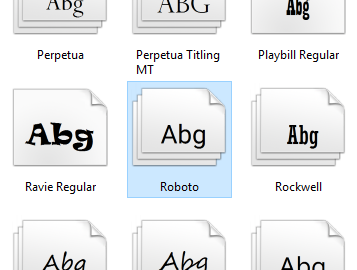 Abg ABG Abg
Perpetua Perpetua Titling MT Playbill Regular
Abg Abg Abg
Ravie Regular Roboto Rockwell
Abg Abg Abg